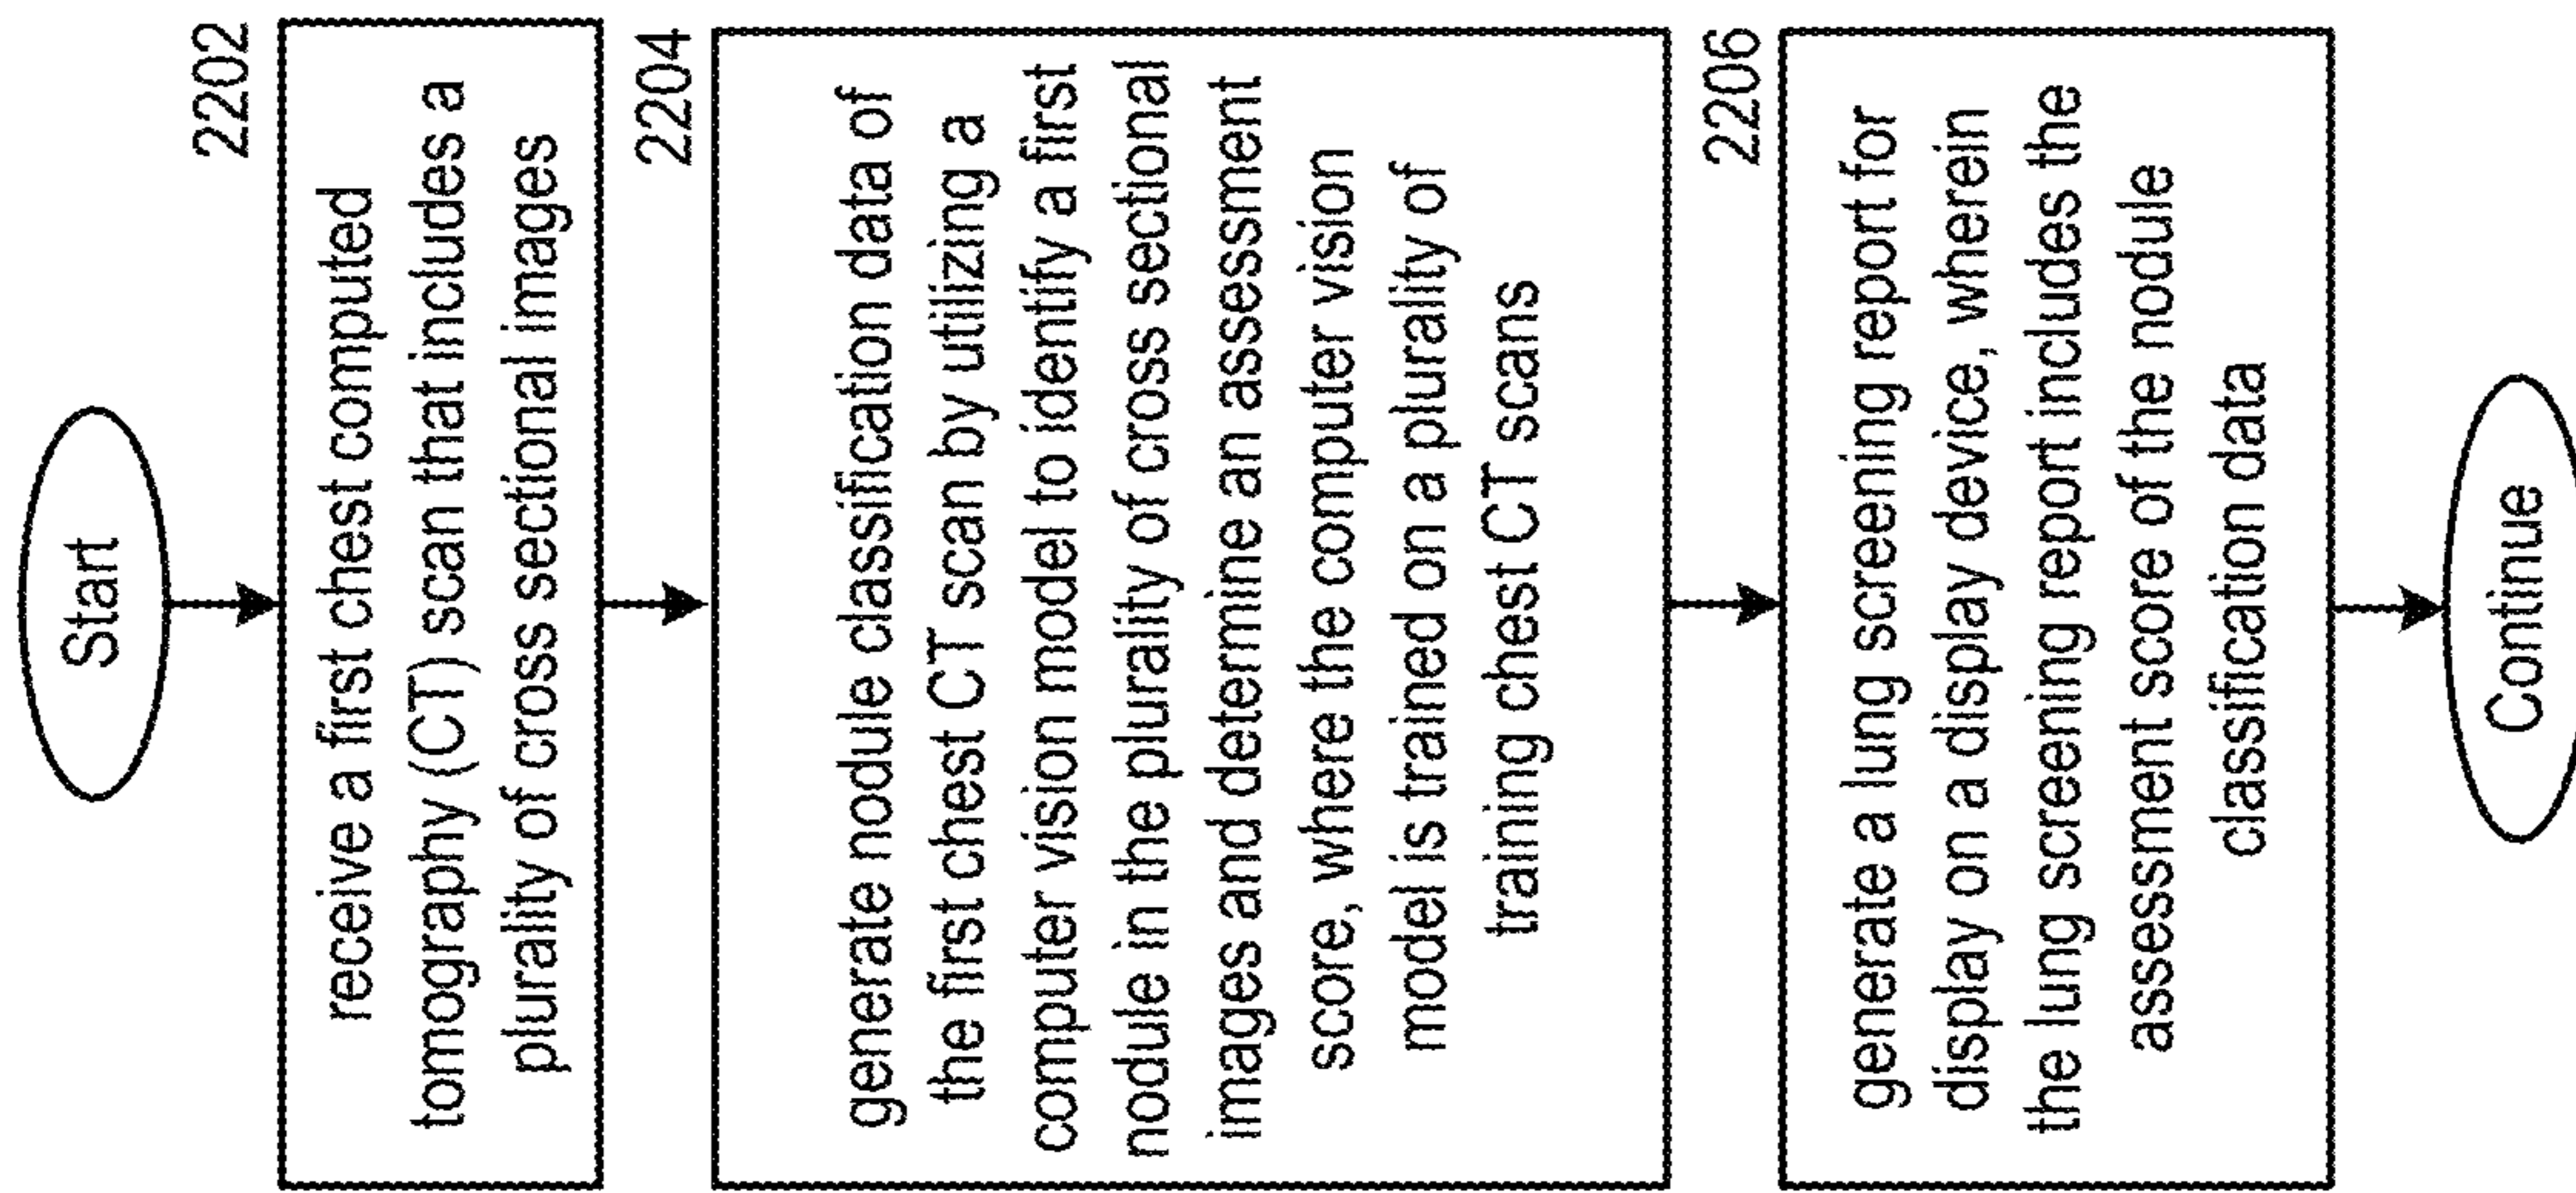 Start
2202
receive a first chest computed
tomography (CT) scan that includes a
plurality of cross sectional images
2204
generate node classification data of
the first chest CT scan by utilizing a
computer vision model to identify a first
nodule in the plurality of cross sectional
images and determine an assessment
score, where the computer vision
model is trained on a plurality of
training chest CT scans
2206
generate a lung screening report for
display on a display device, wherein
the lung screening report includes the
assessment score of the nodule
classification data
Continue